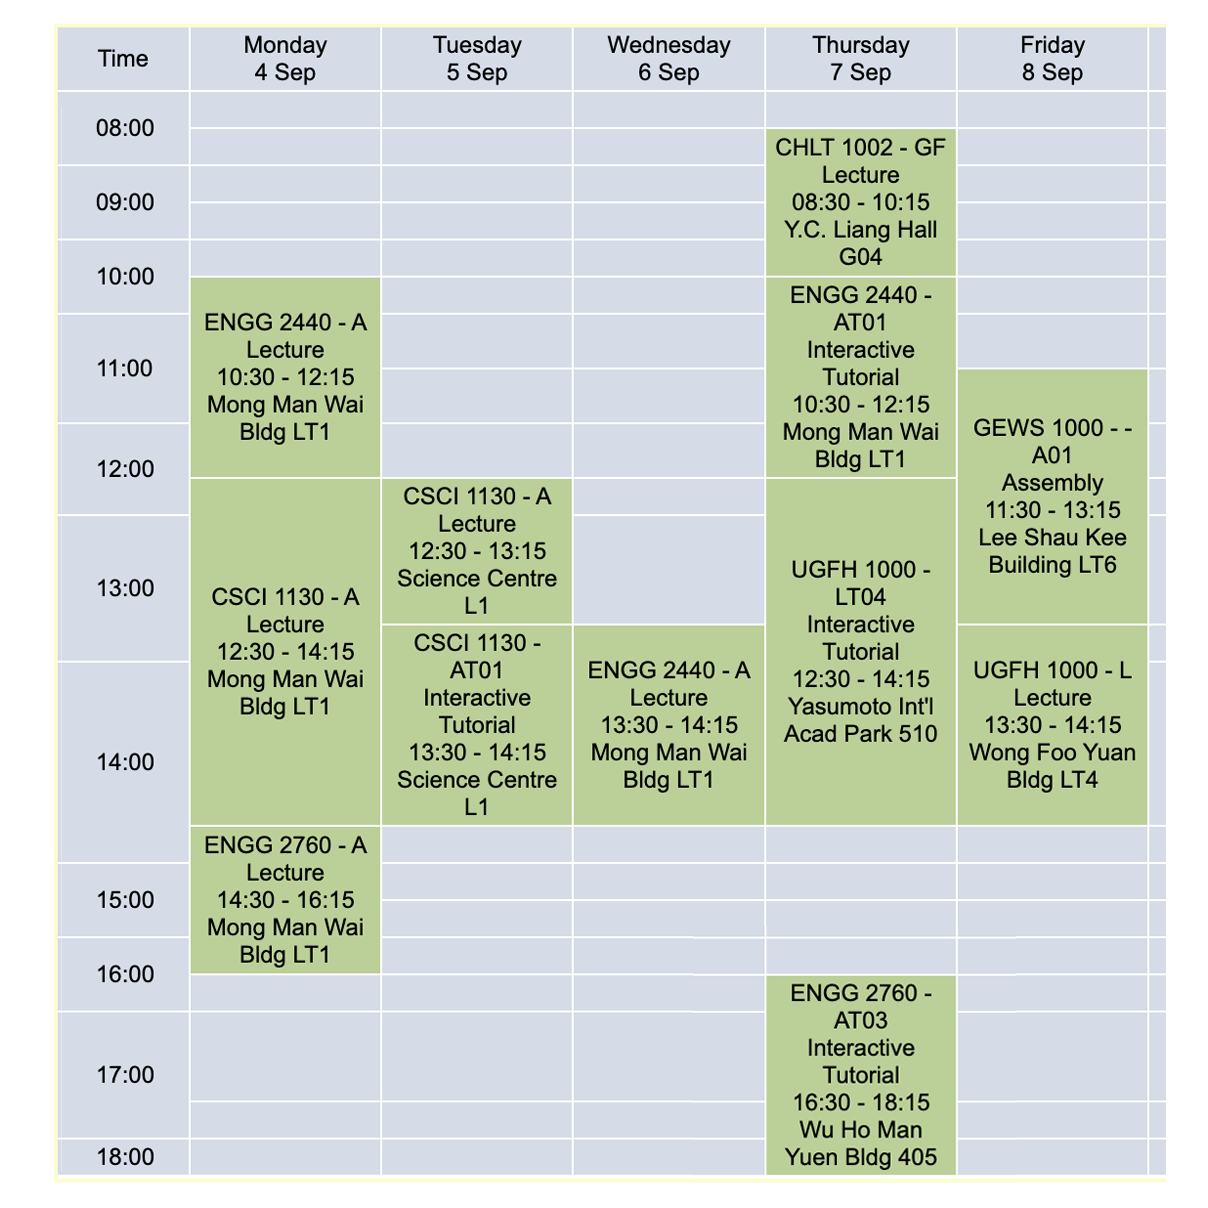 Time
Monday
4 Sep
Tuesday
5 Sep
Wednesday
6 Sep
Thursday
7 Sep
Friday
8 Sep
08:00
CHLT 1002 - GF
Lecture
08:30 - 10:15
Y.C. Liang Hall
G04
09:00
10:00
ENGG 2440 - A
Lecture
10:30 - 12:15
Mong Man Wai
Bldg LT1
ENGG 2440 -
AT01
Interactive
Tutorial
10:30 - 12:15
Mong Man Wai
Bldg LT1
11:00
GEWS 1000 - -
A01
Assembly
11:30 - 13:15
Lee Shau Kee
Building LT6
12:00
CSCI 1130 - A
Lecture
12:30 - 14:15
Mong Man Wai
Bldg LT1
CSCI 1130 - A
Lecture
12:30 - 13:15
Science Centre
L1
UGFH 1000 -
LT04
Interactive
Tutorial
12:30 - 14:15
Yasumoto Int'l
Acad Park 510
13:00
CSCI 1130 -
AT01
Interactive
Tutorial
13:30 - 14:15
Science Centre
L1
ENGG 2440 - A
Lecture
13:30 - 14:15
Mong Man Wai
Bldg LT1
UGFH 1000 - L
Lecture
13:30 - 14:15
Wong Foo Yuan
Bldg LT4
14:00
ENGG 2760 - A
Lecture
14:30 - 16:15
Mong Man Wai
Bldg LT1
15:00
16:00
ENGG 2760 -
AT03
Interactive
Tutorial
16:30 - 18:15
Wu Ho Man
Yuen Bldg 405
17:00
18:00